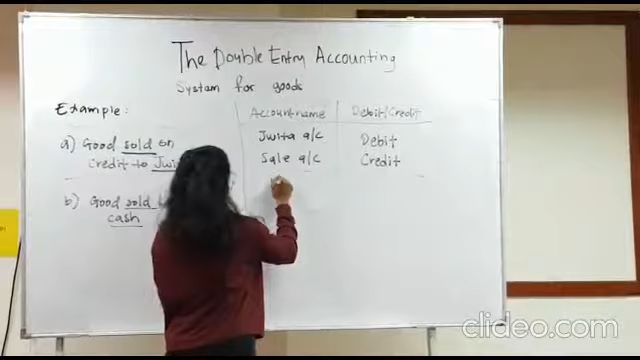 The Double Entry Accounting
System for goods
Example:
Account name Debit/Credit
a) Good sold on
credit to
Jwita a/c Debit
Sale a/c Credit
b) Good sold
cash
clideo.com